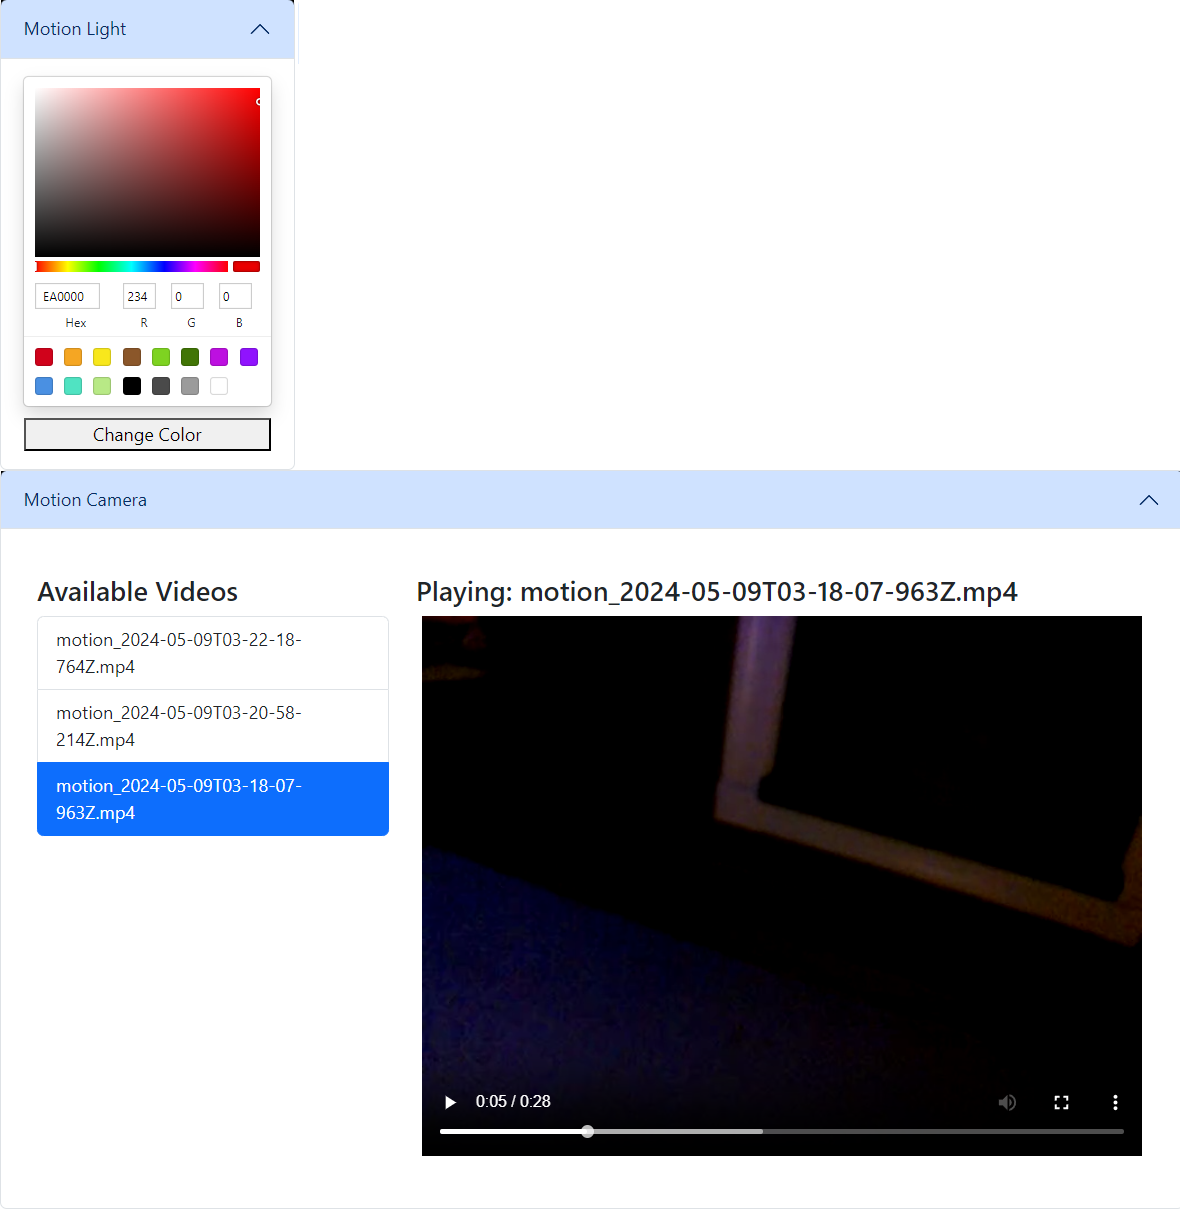 Motion Light
EA0000 234 0 0
Hex R G B
Change Color
Motion Camera
Available Videos
motion_2024-05-09T03-22-18-
764Z.mp4
motion_2024-05-09T03-20-58-
214Z.mp4
motion_2024-05-09T03-18-07-
963Z.mp4
Playing: motion_2024-05-09T03-18-07-963Z.mp4
0:05 / 0:28